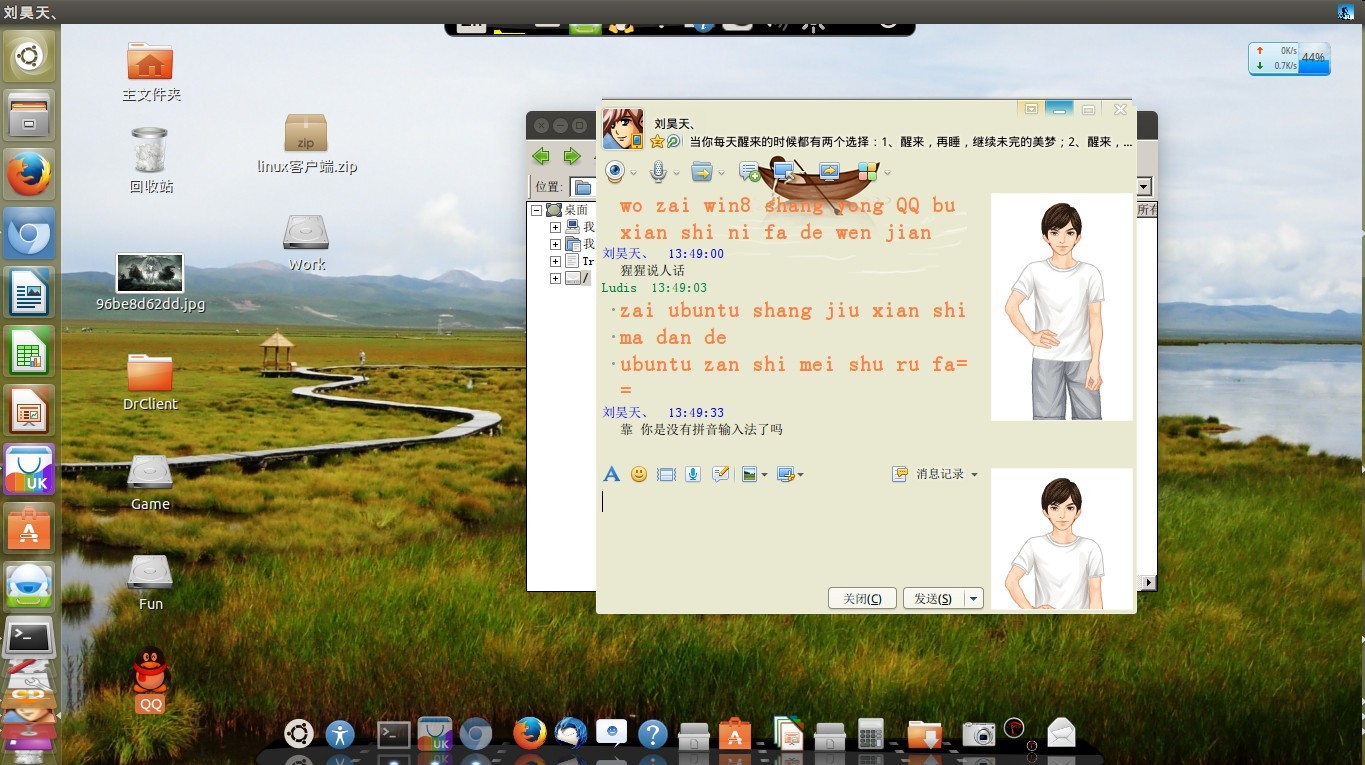 刘昊天、
0K/s
0.7K/s
44%
主文件夹
回收站
zip
linux客户端.zip
Work
96be8d62dd.jpg
DrClient
Game
Fun
QQ
位置:
桌面
我
我
Tr
/
所有
刘昊天、
当你每天醒来的时候都有两个选择:1、醒来,再睡,继续未完的美梦;2、醒来,...
wo zai win8 shang yong QQ bu
xian shi ni fa de wen jian
刘昊天、 13:49:00
猩猩说人话
Ludis 13:49:03
zai ubuntu shang jiu xian shi
ma dan de
ubuntu zan shi mei shu ru fa=
=
刘昊天、 13:49:33
靠 你是没有拼音输入法了吗
消息记录
关闭(C)
发送(S)
UK
UK